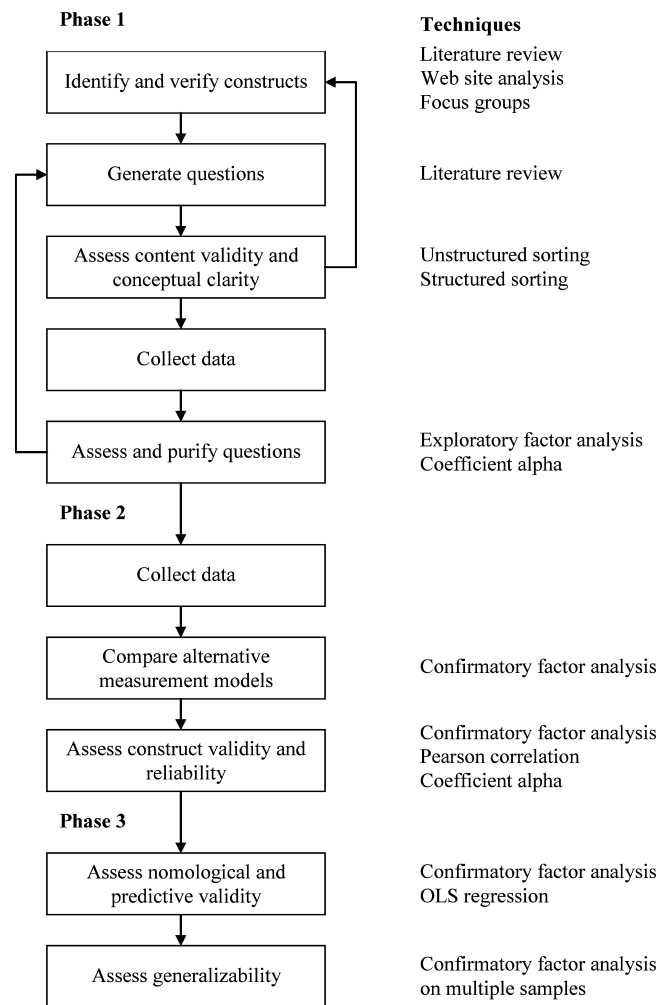 Phase 1
Techniques
Identify and verify constructs
Literature review
Web site analysis
Focus groups
Generate questions
Literature review
Assess content validity and
conceptual clarity
Unstructured sorting
Structured sorting
Collect data
Assess and purify questions
Exploratory factor analysis
Coefficient alpha
Phase 2
Collect data
Compare alternative
measurement models
Confirmatory factor analysis
Assess construct validity and
reliability
Confirmatory factor analysis
Pearson correlation
Coefficient alpha
Phase 3
Assess nomological and
predictive validity
Confirmatory factor analysis
OLS regression
Assess generalizability
Confirmatory factor analysis
on multiple samples